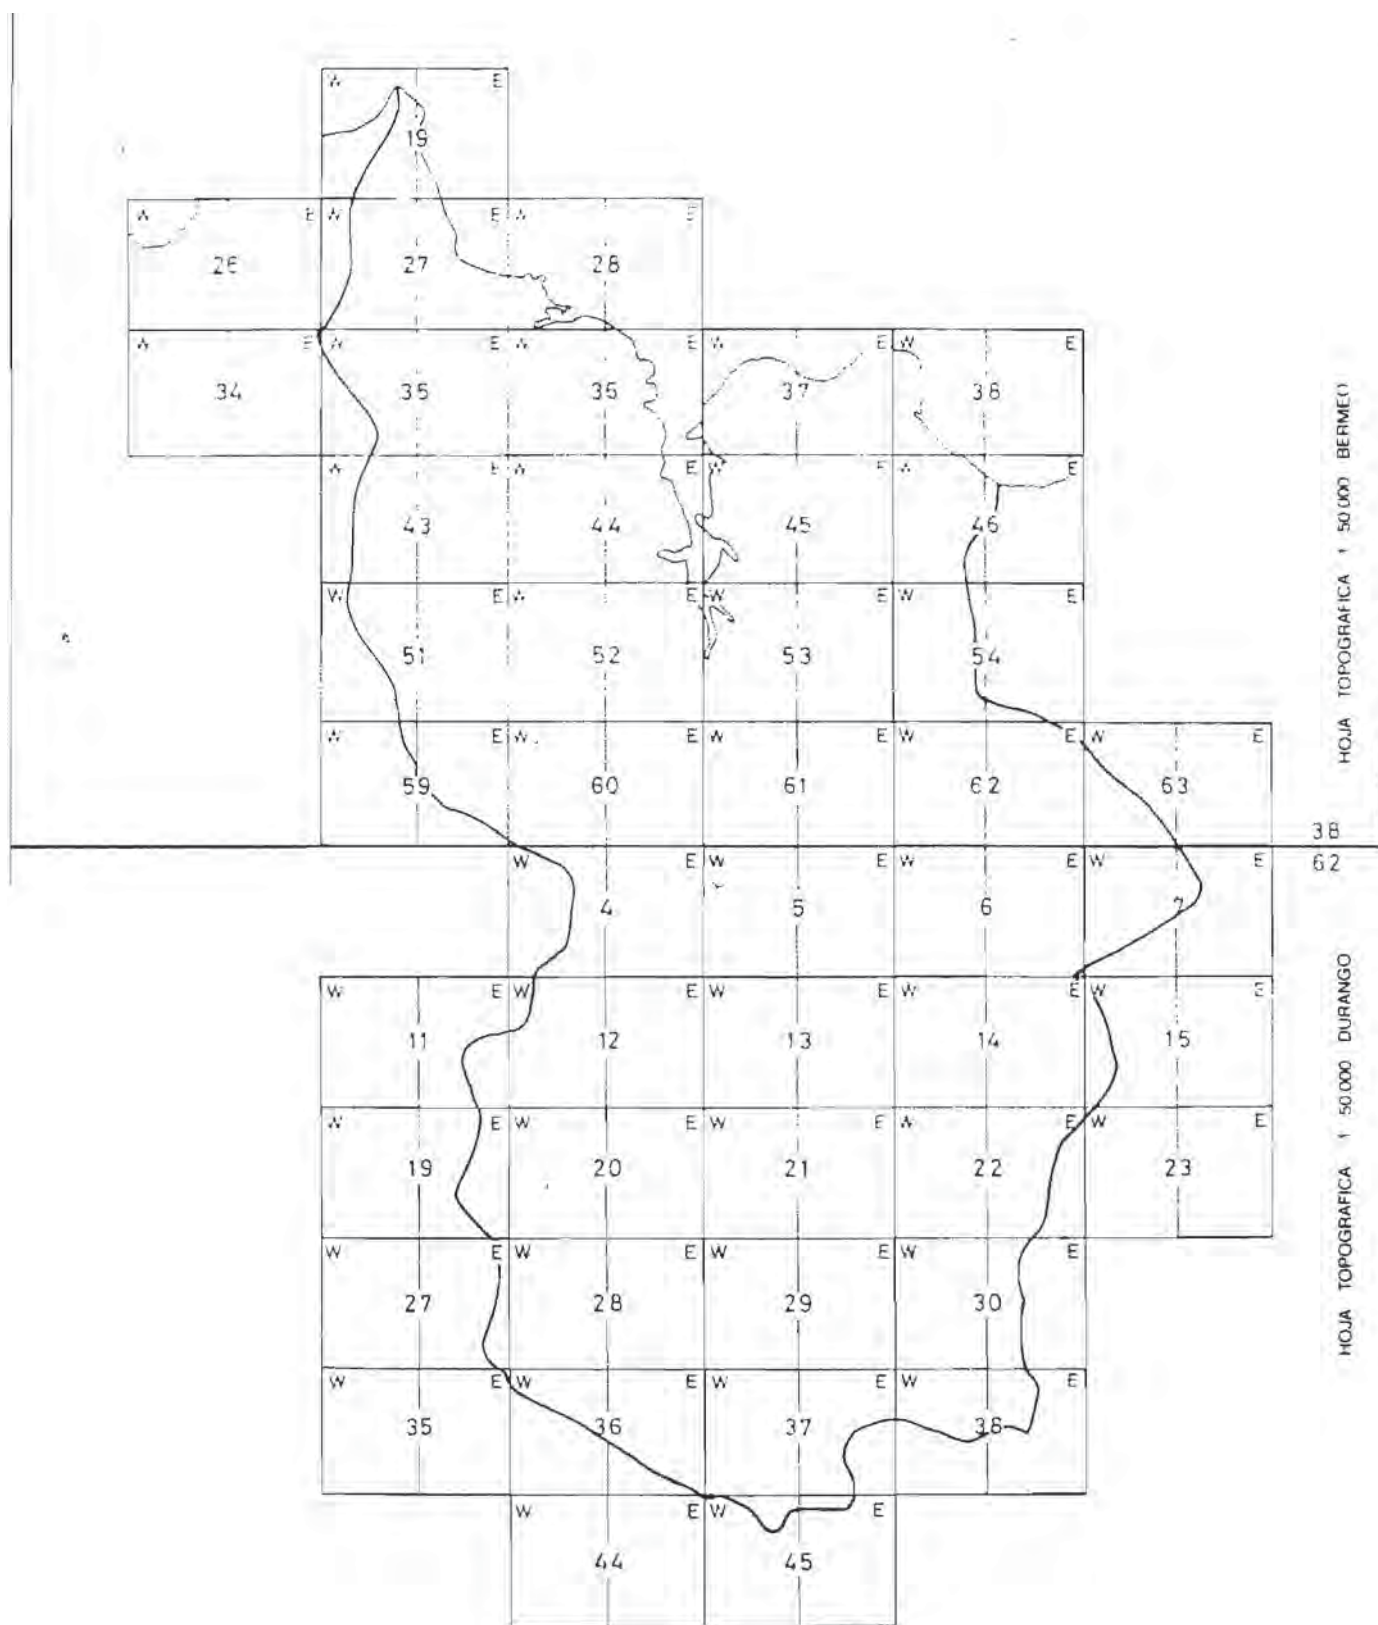 W E
19
W E W E W E
26 27 28
W E W E W E W E W E
34 35 35 37 38
W E W E W E W E
43 44 45 46
W E W E W E W E
51 52 53 54
W E W E W E W E W E
59 60 61 62 63
38
62
W E W E W E W E
4 5 6 7
W E W E W E W E W E
11 12 13 14 15
W E W E W E W E W E
19 20 21 22 23
W E W E W E W E
27 28 29 30
W E W E W E W E
35 36 37 38
W E W E
44 45
HOJA TOPOGRAFICA 1 50.000 BERMEO
HOJA TOPOGRAFICA 1 50.000 DURANGO